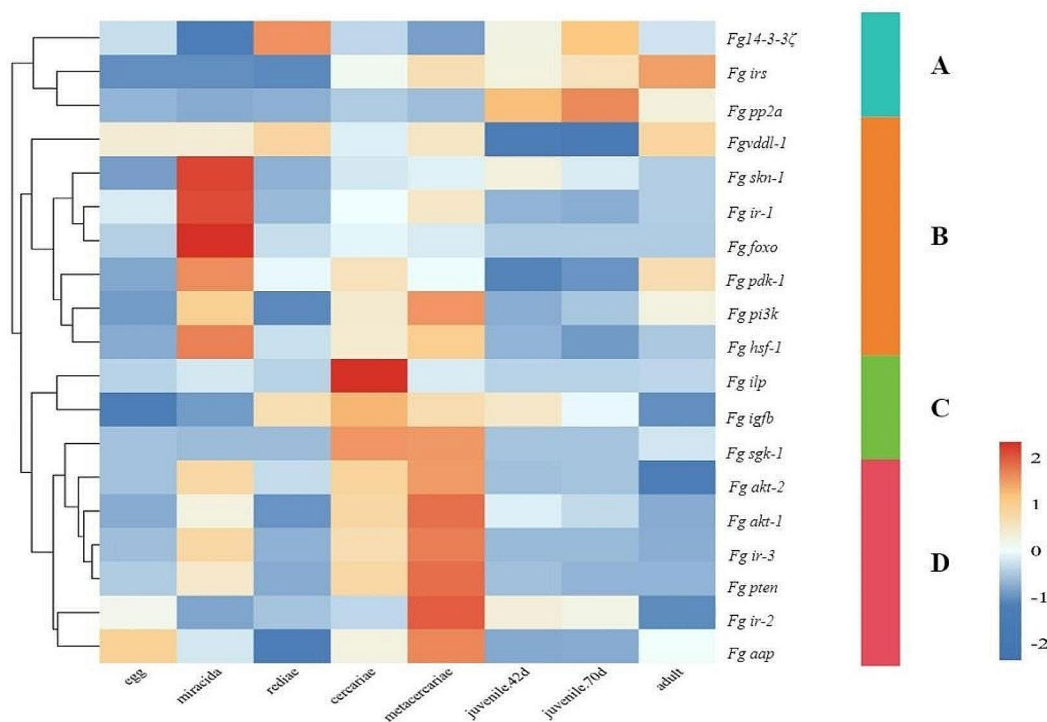 Fg14-3-3ζ
Fg irs
Fg pp2a
Fgvddl-1
Fg skn-1
Fg ir-1
Fg foxo
Fg pdk-1
Fg pi3k
Fg hsf-1
Fg ilp
Fg igfb
Fg sgk-1
Fg akt-2
Fg akt-1
Fg ir-3
Fg pten
Fg ir-2
Fg aap
A
B
C
D
2
1
0
-1
-2
egg
miracida
rediae
cereariae
metacereariae
juvenile.42d
juvenile.70d
adult